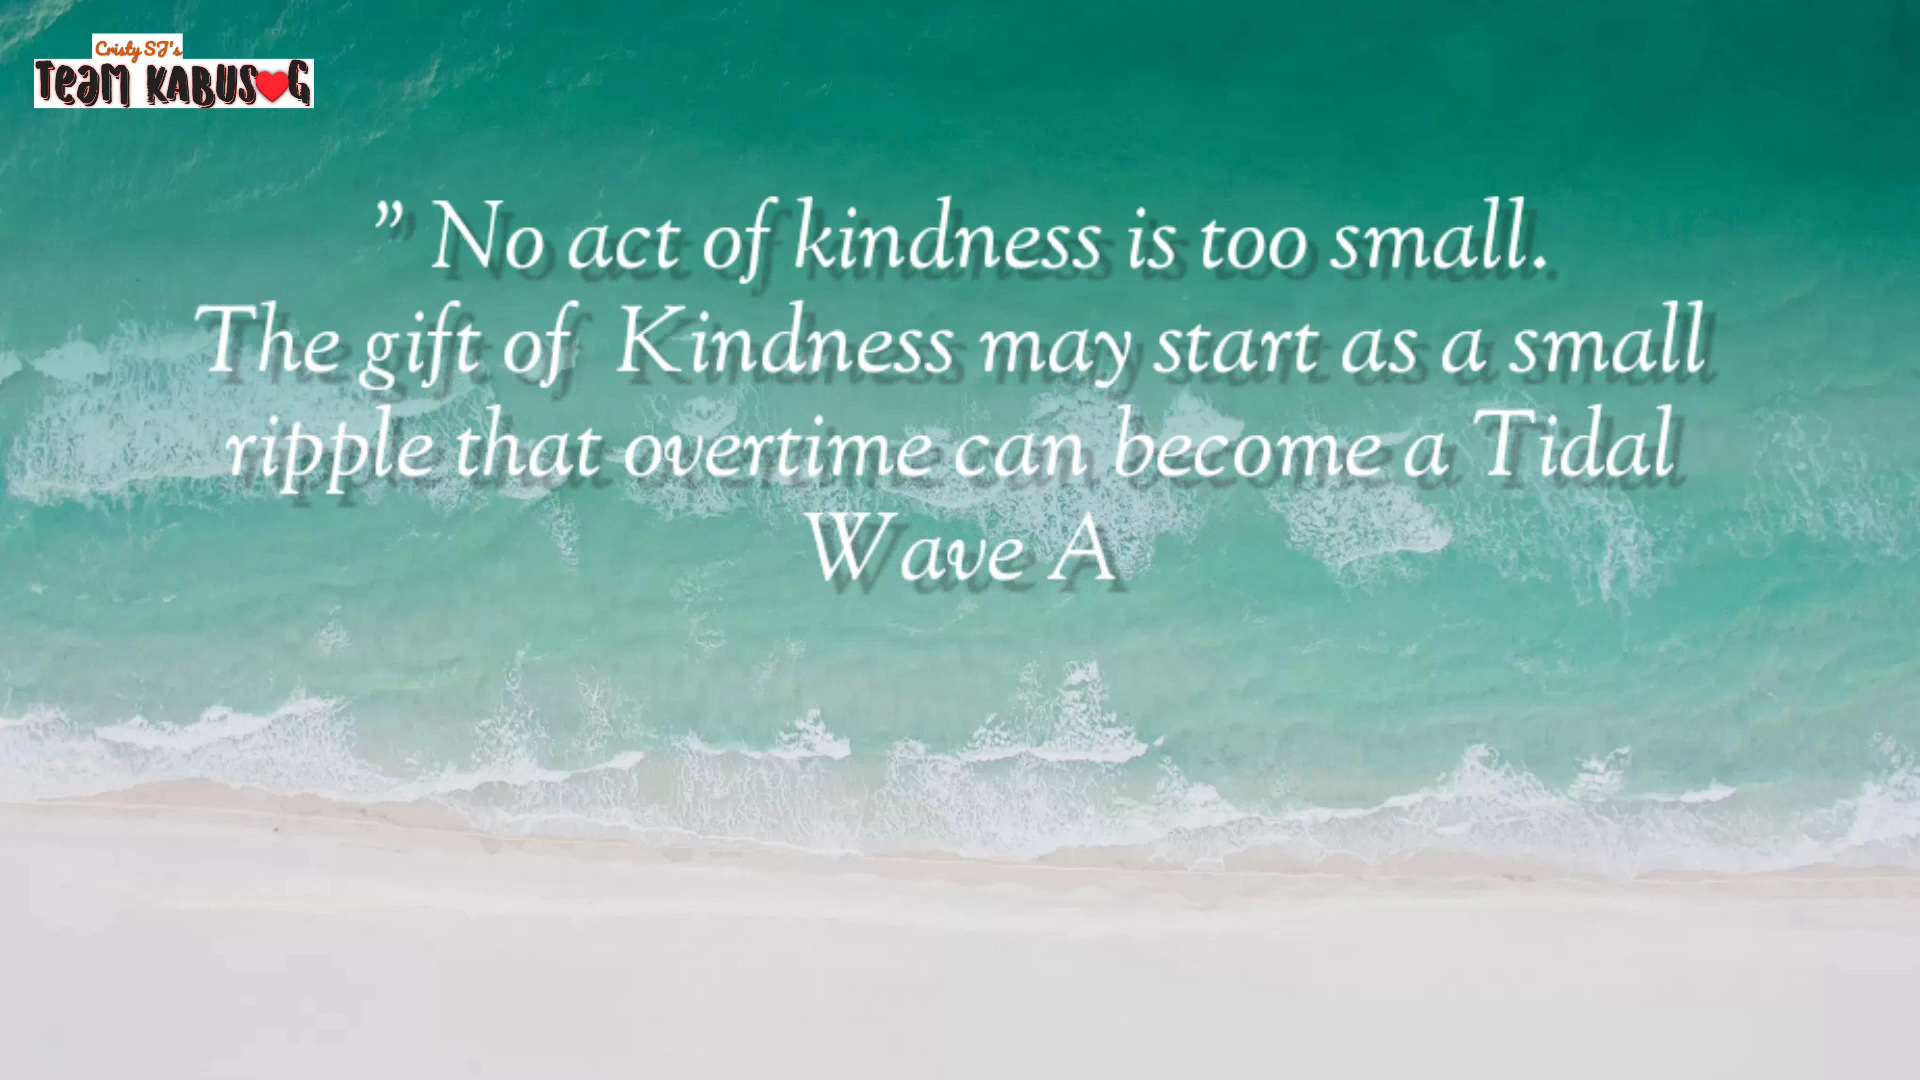 Cristy SJ's
TEAM KABUS❤G
” No act of kindness is too small.
The gift of Kindness may start as a small
ripple that overtime can become a Tidal
Wave A